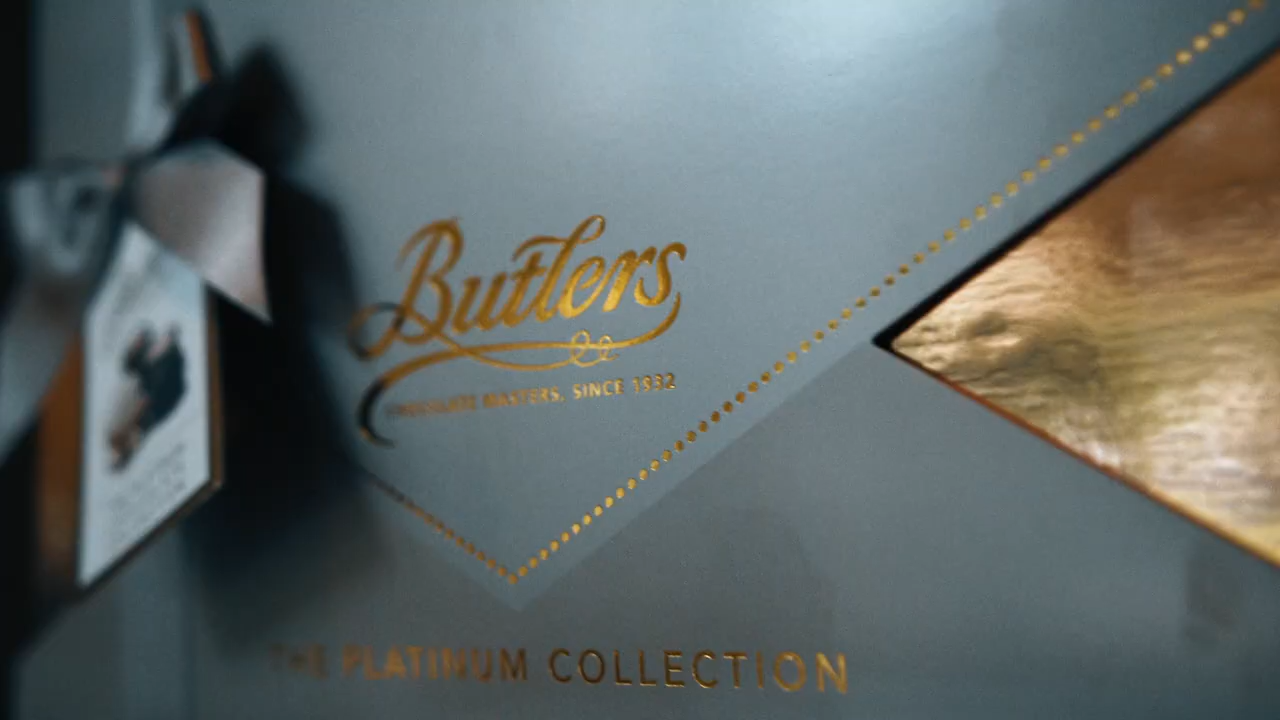 Butlers
CHOCOLATE MASTERS, SINCE 1932
THE PLATINUM COLLECTION